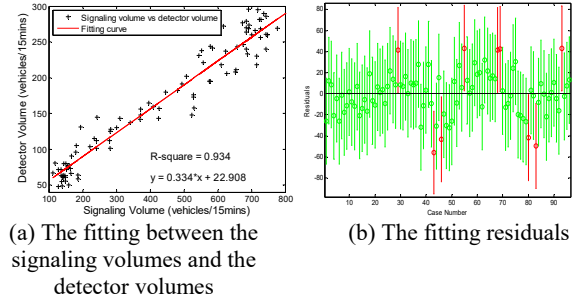 300
250
200
150
100
50
Detector Volume (vehicles/15mins)
Signaling volume vs detector volume
Fitting curve
R-square = 0.934
y = 0.334*x + 22.908
100 200 300 400 500 600 700 800
Signaling Volume (vehicles/15mins)
(a) The fitting between the
signaling volumes and the
detector volumes
80
60
40
20
0
-20
-40
-60
-80
Residuals
10 20 30 40 50 60 70 80 90
Case Number
(b) The fitting residuals